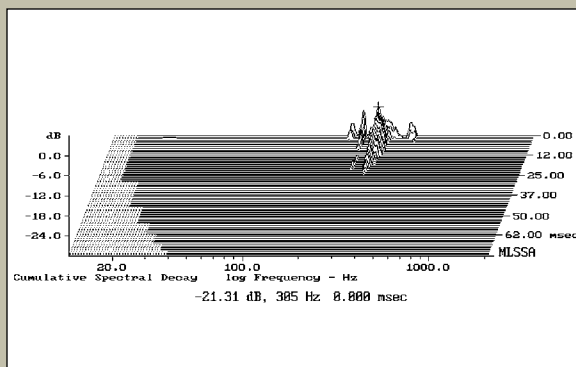 dB
0.00
0.0
12.00
-6.0
25.00
-12.0
37.00
-18.0
50.00
-24.0
62.00 msec
MLSSA
20.0 100.0 1000.0
Cumulative Spectral Decay log Frequency - Hz
-21.31 dB, 305 Hz 0.000 msec